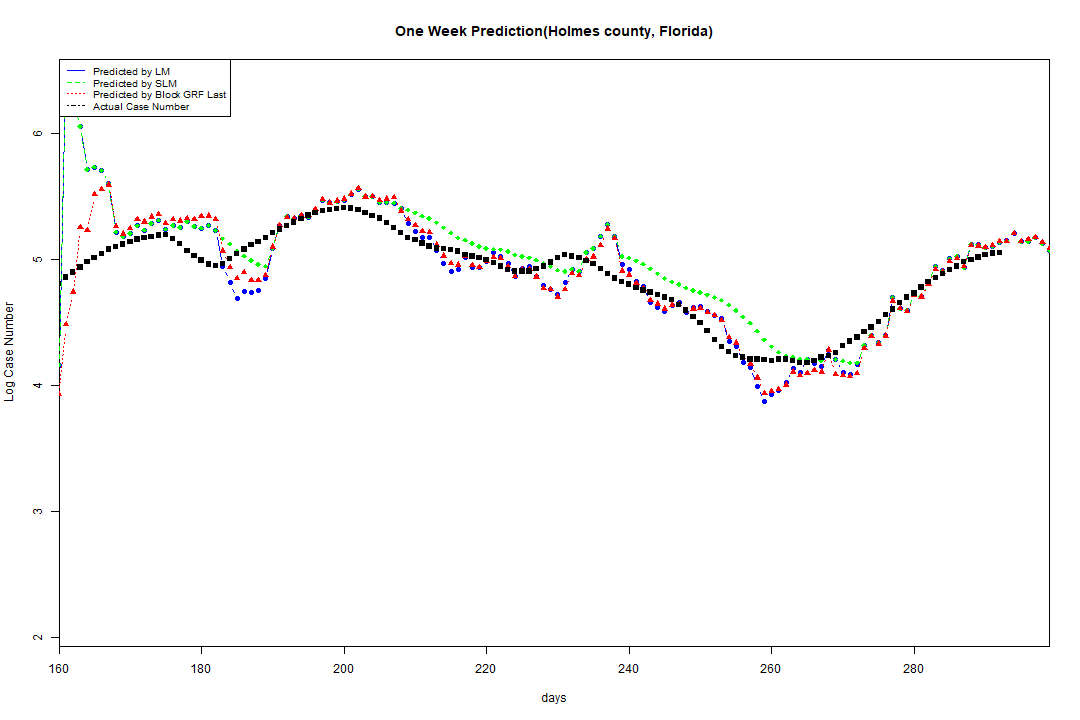 One Week Prediction(Holmes county, Florida)
Predicted by LM
Predicted by SLM
Predicted by Block GRF Last
Actual Case Number
6
5
4
3
2
Log Case Number
160 180 200 220 240 260 280
days